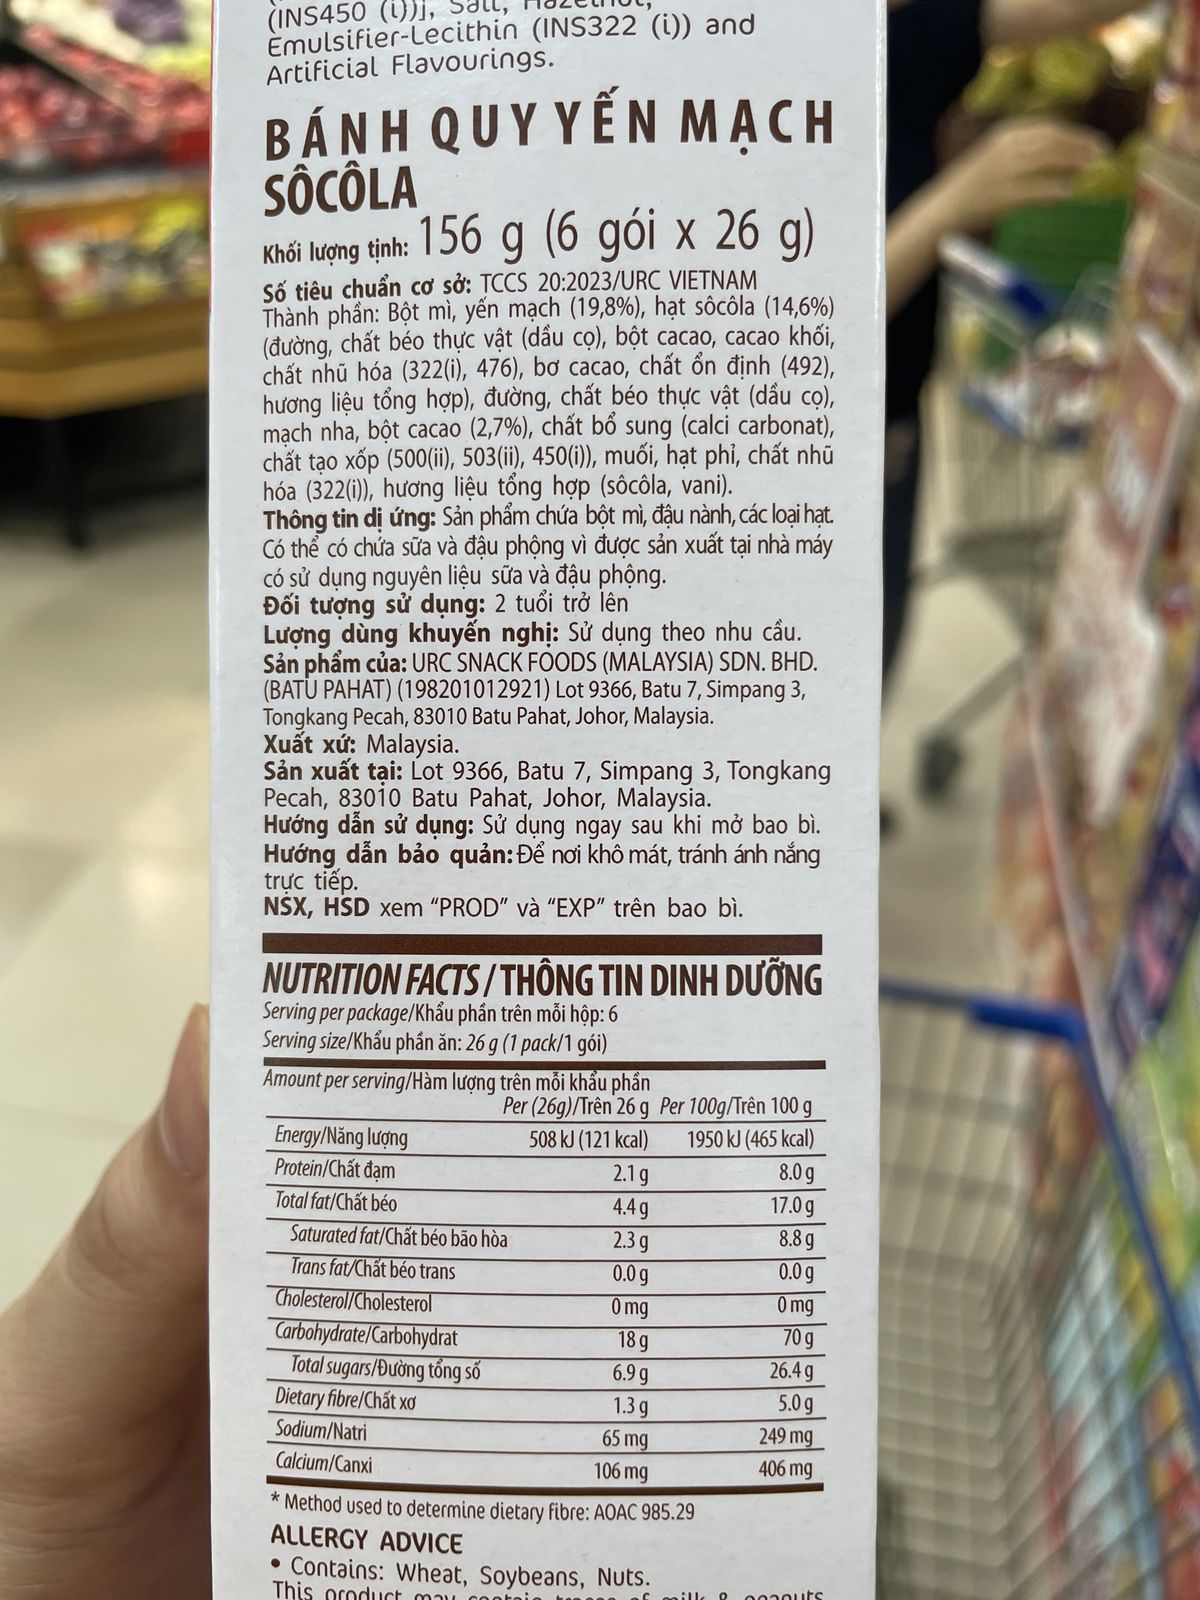 (INS450 (i))], Salt, Hazelnut,
Emulsifier-Lecithin (INS322 (i)) and
Artificial Flavourings.
BÁNH QUY YẾN MẠCH
SÔCÔLA
Khối lượng tịnh: 156 g (6 gói x 26 g)
Số tiêu chuẩn cơ sở: TCCS 20:2023/URC VIETNAM
Thành phần: Bột mì, yến mạch (19,8%), hạt sôcôla (14,6%)
(đường, chất béo thực vật (dầu cọ), bột cacao, cacao khối,
chất nhũ hóa (322(i), 476), bơ cacao, chất ổn định (492),
hương liệu tổng hợp), đường, chất béo thực vật (dầu cọ),
mạch nha, bột cacao (2,7%), chất bổ sung (calci carbonat),
chất tạo xốp (500(ii), 503(ii), 450(i)), muối, hạt phỉ, chất nhũ
hóa (322(i)), hương liệu tổng hợp (sôcôla, vani).
Thông tin dị ứng: Sản phẩm chứa bột mì, đậu nành, các loại hạt.
Có thể có chứa sữa và đậu phộng vì được sản xuất tại nhà máy
có sử dụng nguyên liệu sữa và đậu phộng.
Đối tượng sử dụng: 2 tuổi trở lên
Lượng dùng khuyến nghị: Sử dụng theo nhu cầu.
Sản phẩm của: URC SNACK FOODS (MALAYSIA) SDN. BHD.
(BATU PAHAT) (198201012921) Lot 9366, Batu 7, Simpang 3,
Tongkang Pecah, 83010 Batu Pahat, Johor, Malaysia.
Xuất xứ: Malaysia.
Sản xuất tại: Lot 9366, Batu 7, Simpang 3, Tongkang
Pecah, 83010 Batu Pahat, Johor, Malaysia.
Hướng dẫn sử dụng: Sử dụng ngay sau khi mở bao bì.
Hướng dẫn bảo quản: Để nơi khô mát, tránh ánh nắng
trực tiếp.
NSX, HSD xem “PROD” và “EXP” trên bao bì.
NUTRITION FACTS / THÔNG TIN DINH DƯỠNG
Serving per package/Khẩu phần trên mỗi hộp: 6
Serving size/Khẩu phần ăn: 26 g (1 pack/1 gói)
Amount per serving/Hàm lượng trên mỗi khẩu phần
Per (26g)/Trên 26 g Per 100g/Trên 100 g
Energy/Năng lượng 508 kJ (121 kcal) 1950 kJ (465 kcal)
Protein/Chất đạm 2.1 g 8.0 g
Total fat/Chất béo 4.4 g 17.0 g
Saturated fat/Chất béo bão hòa 2.3 g 8.8 g
Trans fat/Chất béo trans 0.0 g 0.0 g
Cholesterol/Cholesterol 0 mg 0 mg
Carbohydrate/Carbohydrat 18 g 70 g
Total sugars/Đường tổng số 6.9 g 26.4 g
Dietary fibre/Chất xơ 1.3 g 5.0 g
Sodium/Natri 65 mg 249 mg
Calcium/Canxi 106 mg 406 mg
* Method used to determine dietary fibre: AOAC 985.29
ALLERGY ADVICE
• Contains: Wheat, Soybeans, Nuts.
This product may contain traces of milk & peanuts